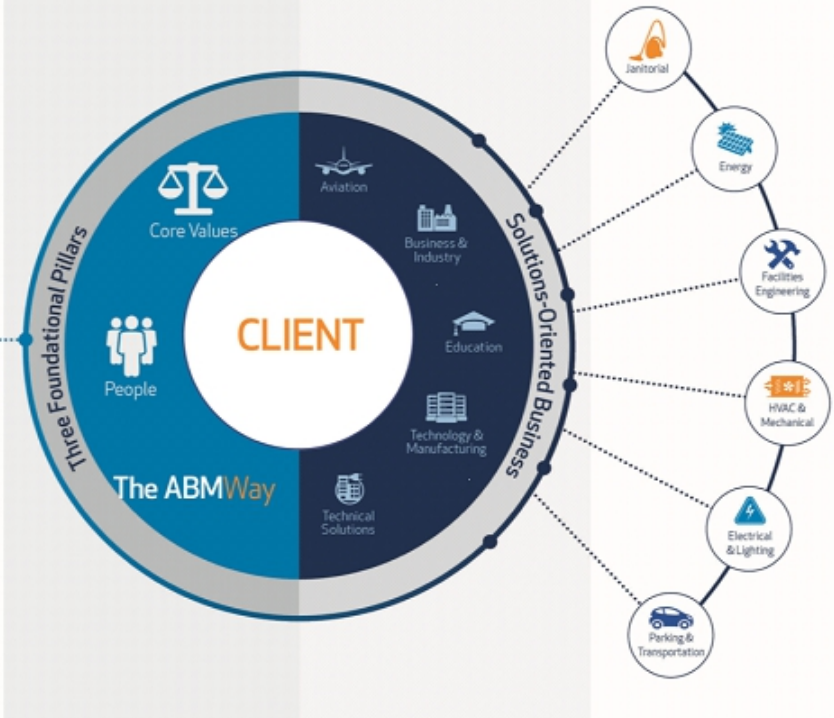 Three Foundational Pillars
Core Values
People
The ABMWay
CLIENT
Aviation
Business &
Industry
Education
Technology &
Manufacturing
Technical
Solutions
Solutions-Oriented Business
Janitorial
Energy
Facilities
Engineering
HVAC &
Mechanical
Electrical
& Lighting
Parking &
Transportation